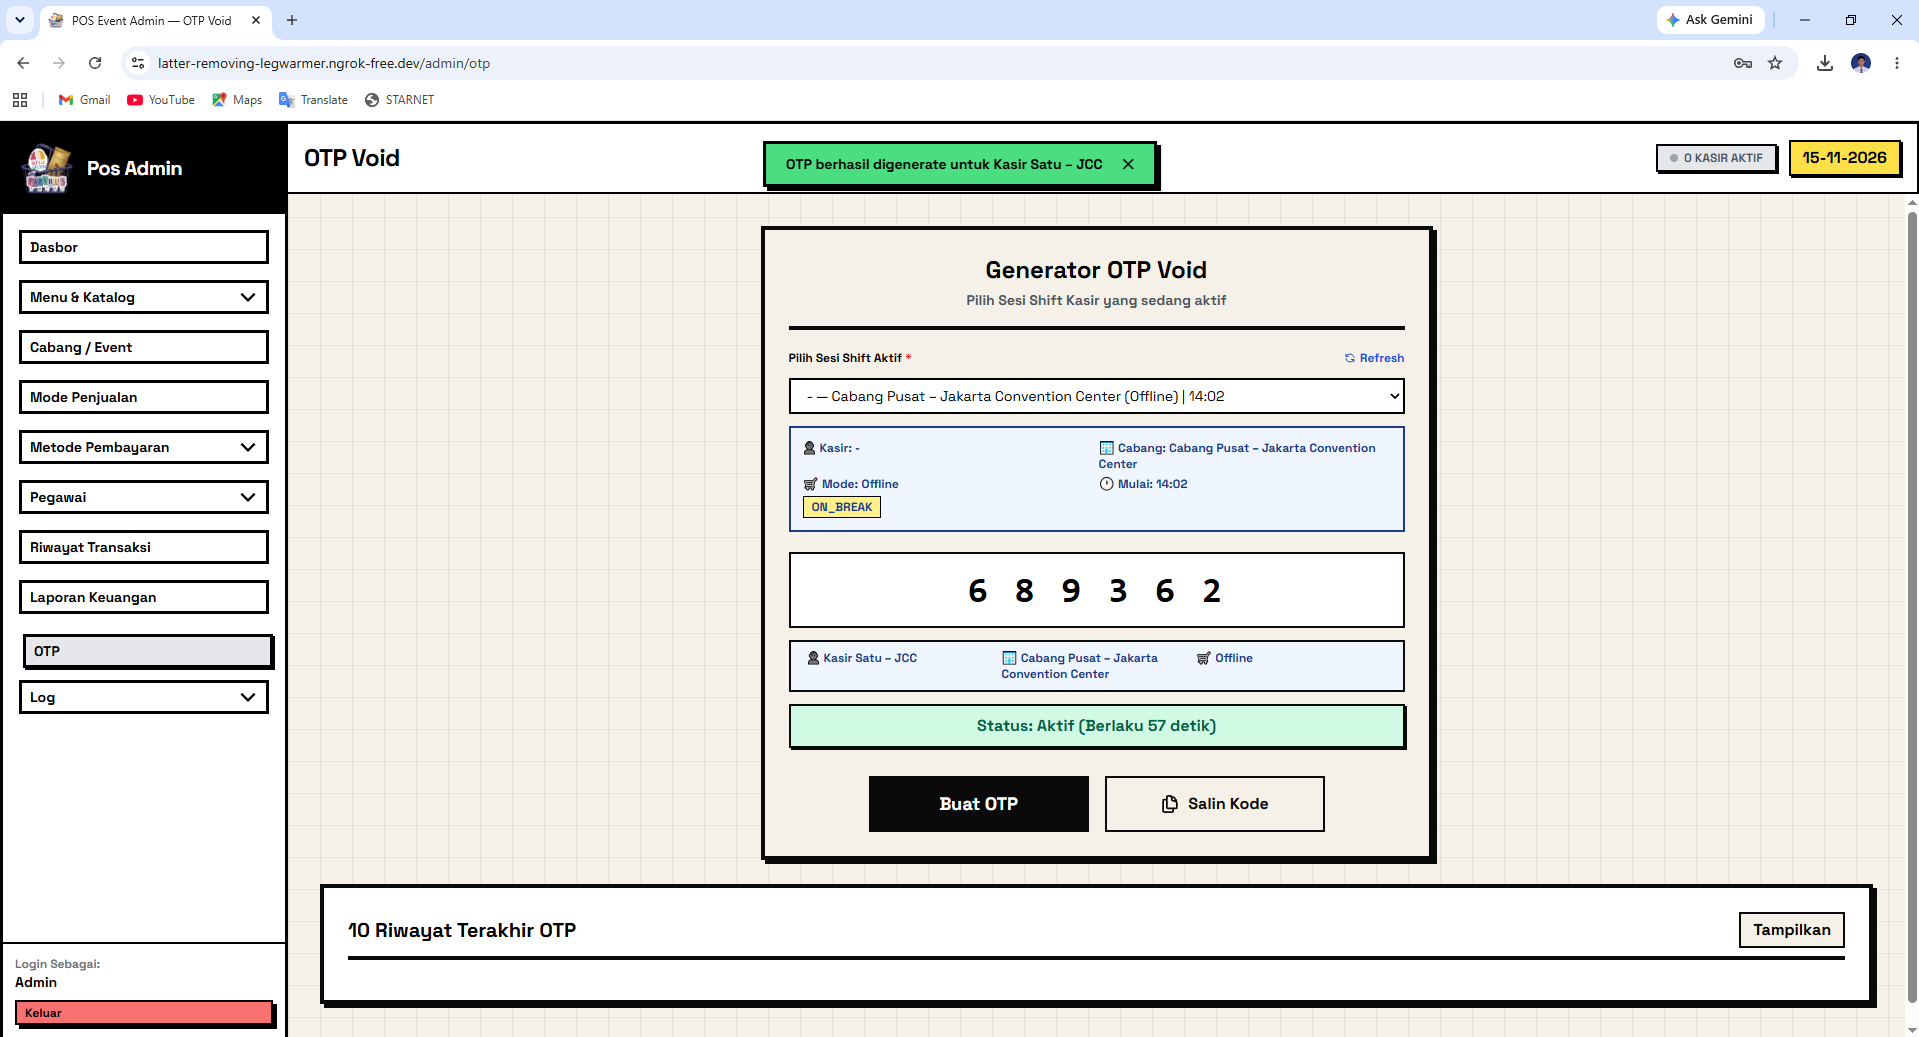 POS Event Admin — OTP Void
Ask Gemini
latter-removing-legwarmer.ngrok-free.dev/admin/otp
Gmail
YouTube
Maps
Translate
STARNET
Pos Admin
OTP Void
OTP berhasil digenerate untuk Kasir Satu – JCC
0 KASIR AKTIF
15-11-2026
Dasbor
Menu & Katalog
Cabang / Event
Mode Penjualan
Metode Pembayaran
Pegawai
Riwayat Transaksi
Laporan Keuangan
OTP
Log
Login Sebagai:
Admin
Keluar
Generator OTP Void
Pilih Sesi Shift Kasir yang sedang aktif
Pilih Sesi Shift Aktif *
Refresh
- — Cabang Pusat – Jakarta Convention Center (Offline) | 14:02
Kasir: -
Cabang: Cabang Pusat – Jakarta Convention
Center
Mode: Offline
Mulai: 14:02
ON_BREAK
6 8 9 3 6 2
Kasir Satu – JCC
Cabang Pusat – Jakarta
Convention Center
Offline
Status: Aktif (Berlaku 57 detik)
Buat OTP
Salin Kode
10 Riwayat Terakhir OTP
Tampilkan